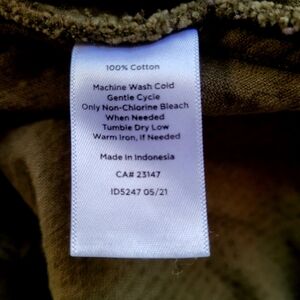 100% Cotton
Machine Wash Cold
Gentle Cycle
Only Non-Chlorine Bleach
When Needed
Tumble Dry Low
Warm Iron, If Needed
Made in Indonesia
CA# 23147
ID5247 05/21